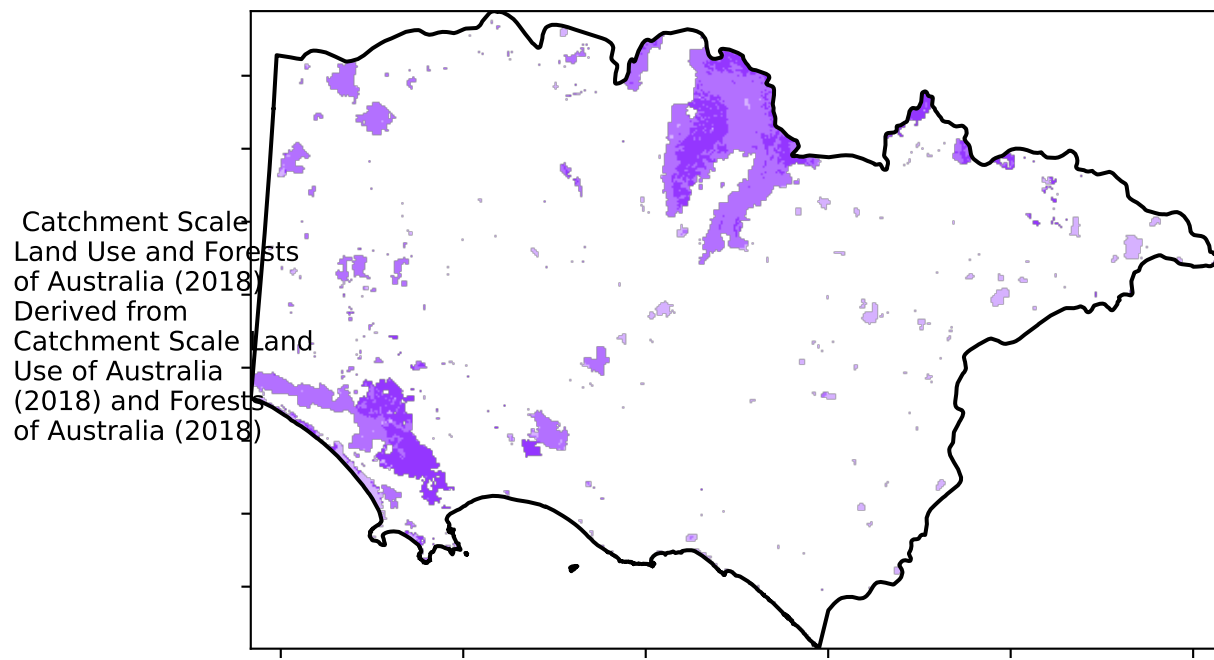 Catchment Scale
Land Use and Forests
of Australia (2018)
Derived from
Catchment Scale Land
Use of Australia
(2018) and Forests
of Australia (2018)